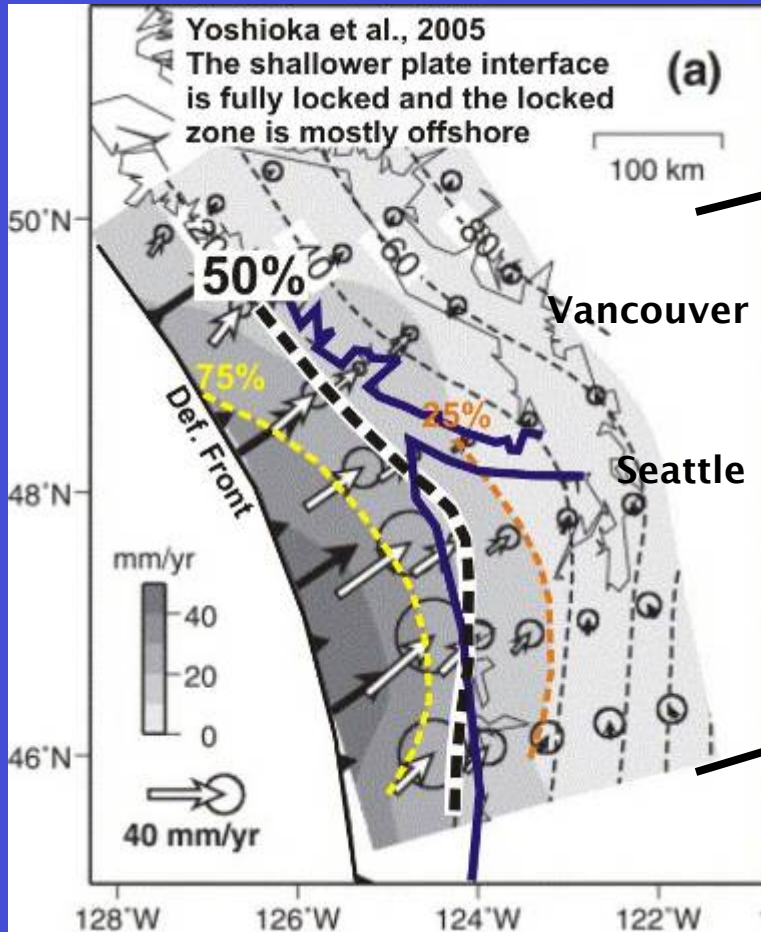 Yoshioka et al., 2005
The shallower plate interface
is fully locked and the locked
zone is mostly offshore
(a)
100 km
50˚N
80
60
50%
Vancouver
75%
25%
Def. Front
Seattle
48˚N
mm/yr
40
20
0
46˚N
40 mm/yr
128˚W
126˚W
124˚W
122˚W